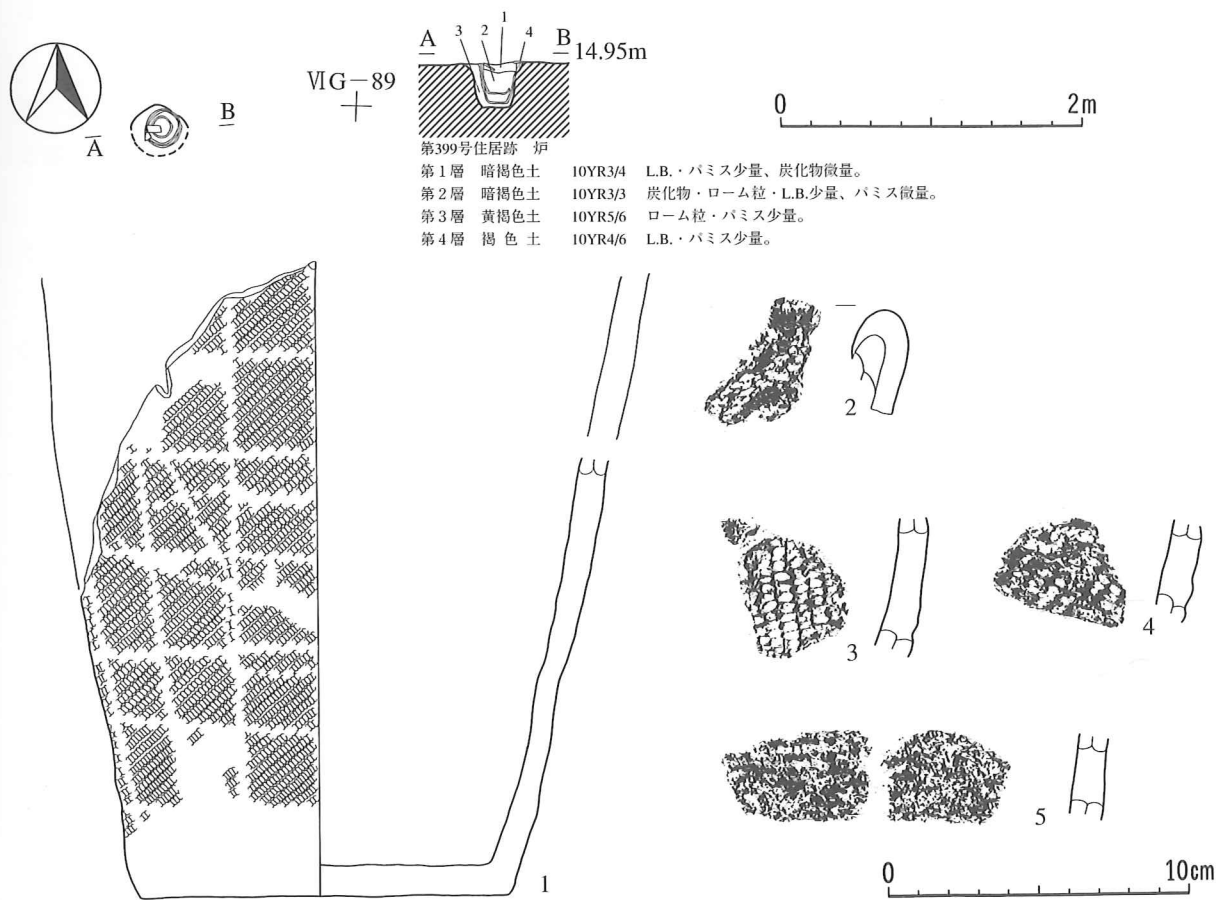 1
A 3 2 4 B 14.95m
ⅥG-89
A B
0 2m
第399号住居跡 炉
第1層 暗褐色土 10YR3/4 L.B.・パミス少量、炭化物微量。
第2層 暗褐色土 10YR3/3 炭化物・ローム粒・L.B.少量、パミス微量。
第3層 黄褐色土 10YR5/6 ローム粒・パミス少量。
第4層 褐色土 10YR4/6 L.B.・パミス少量。
2
3
4
5
1
0 10cm